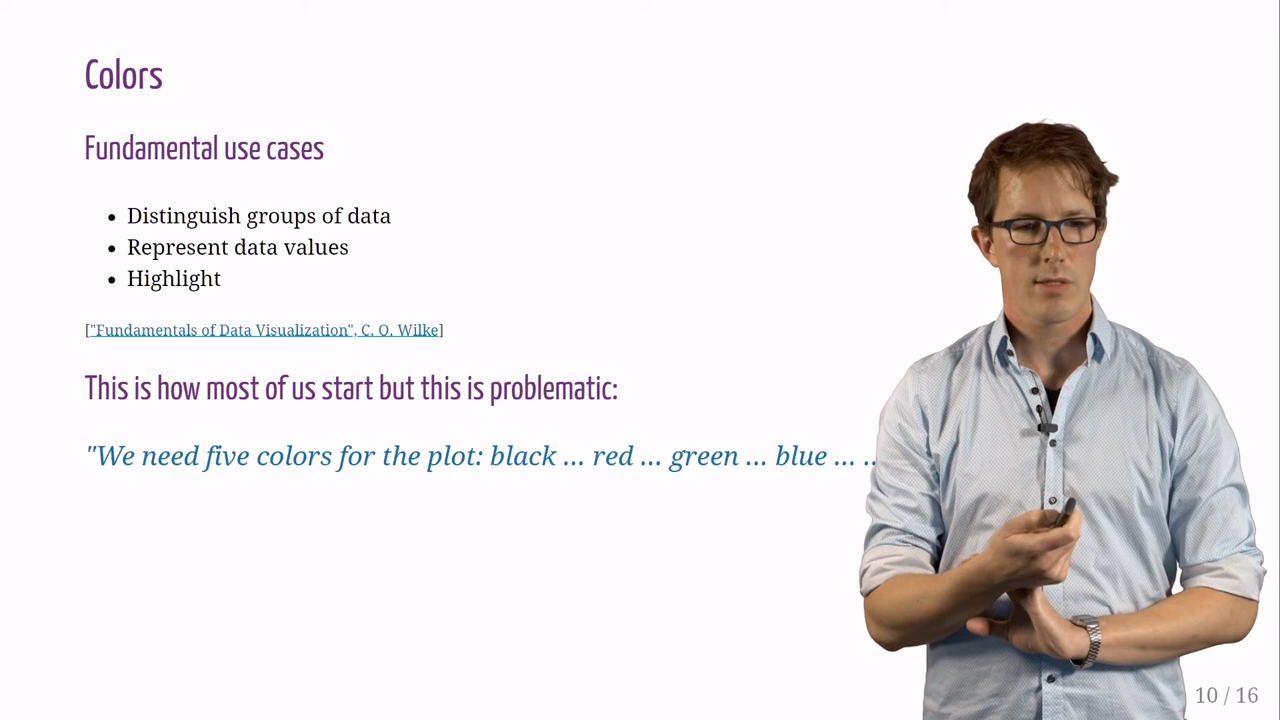 Colors
Fundamental use cases
• Distinguish groups of data
• Represent data values
• Highlight
["Fundamentals of Data Visualization", C. O. Wilke]
This is how most of us start but this is problematic:
"We need five colors for the plot: black ... red ... green ... blue ... ..
10 / 16